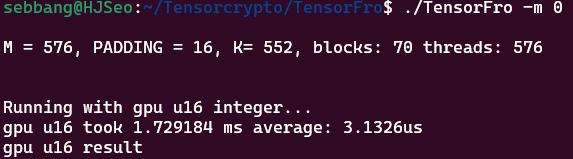 sebbang@HJSeo:~/Tensorcrypto/TensorFro$ ./TensorFro -m 0
M = 576, PADDING = 16, K= 552, blocks: 70 threads: 576
Running with gpu u16 integer...
gpu u16 took 1.729184 ms average: 3.1326us
gpu u16 result